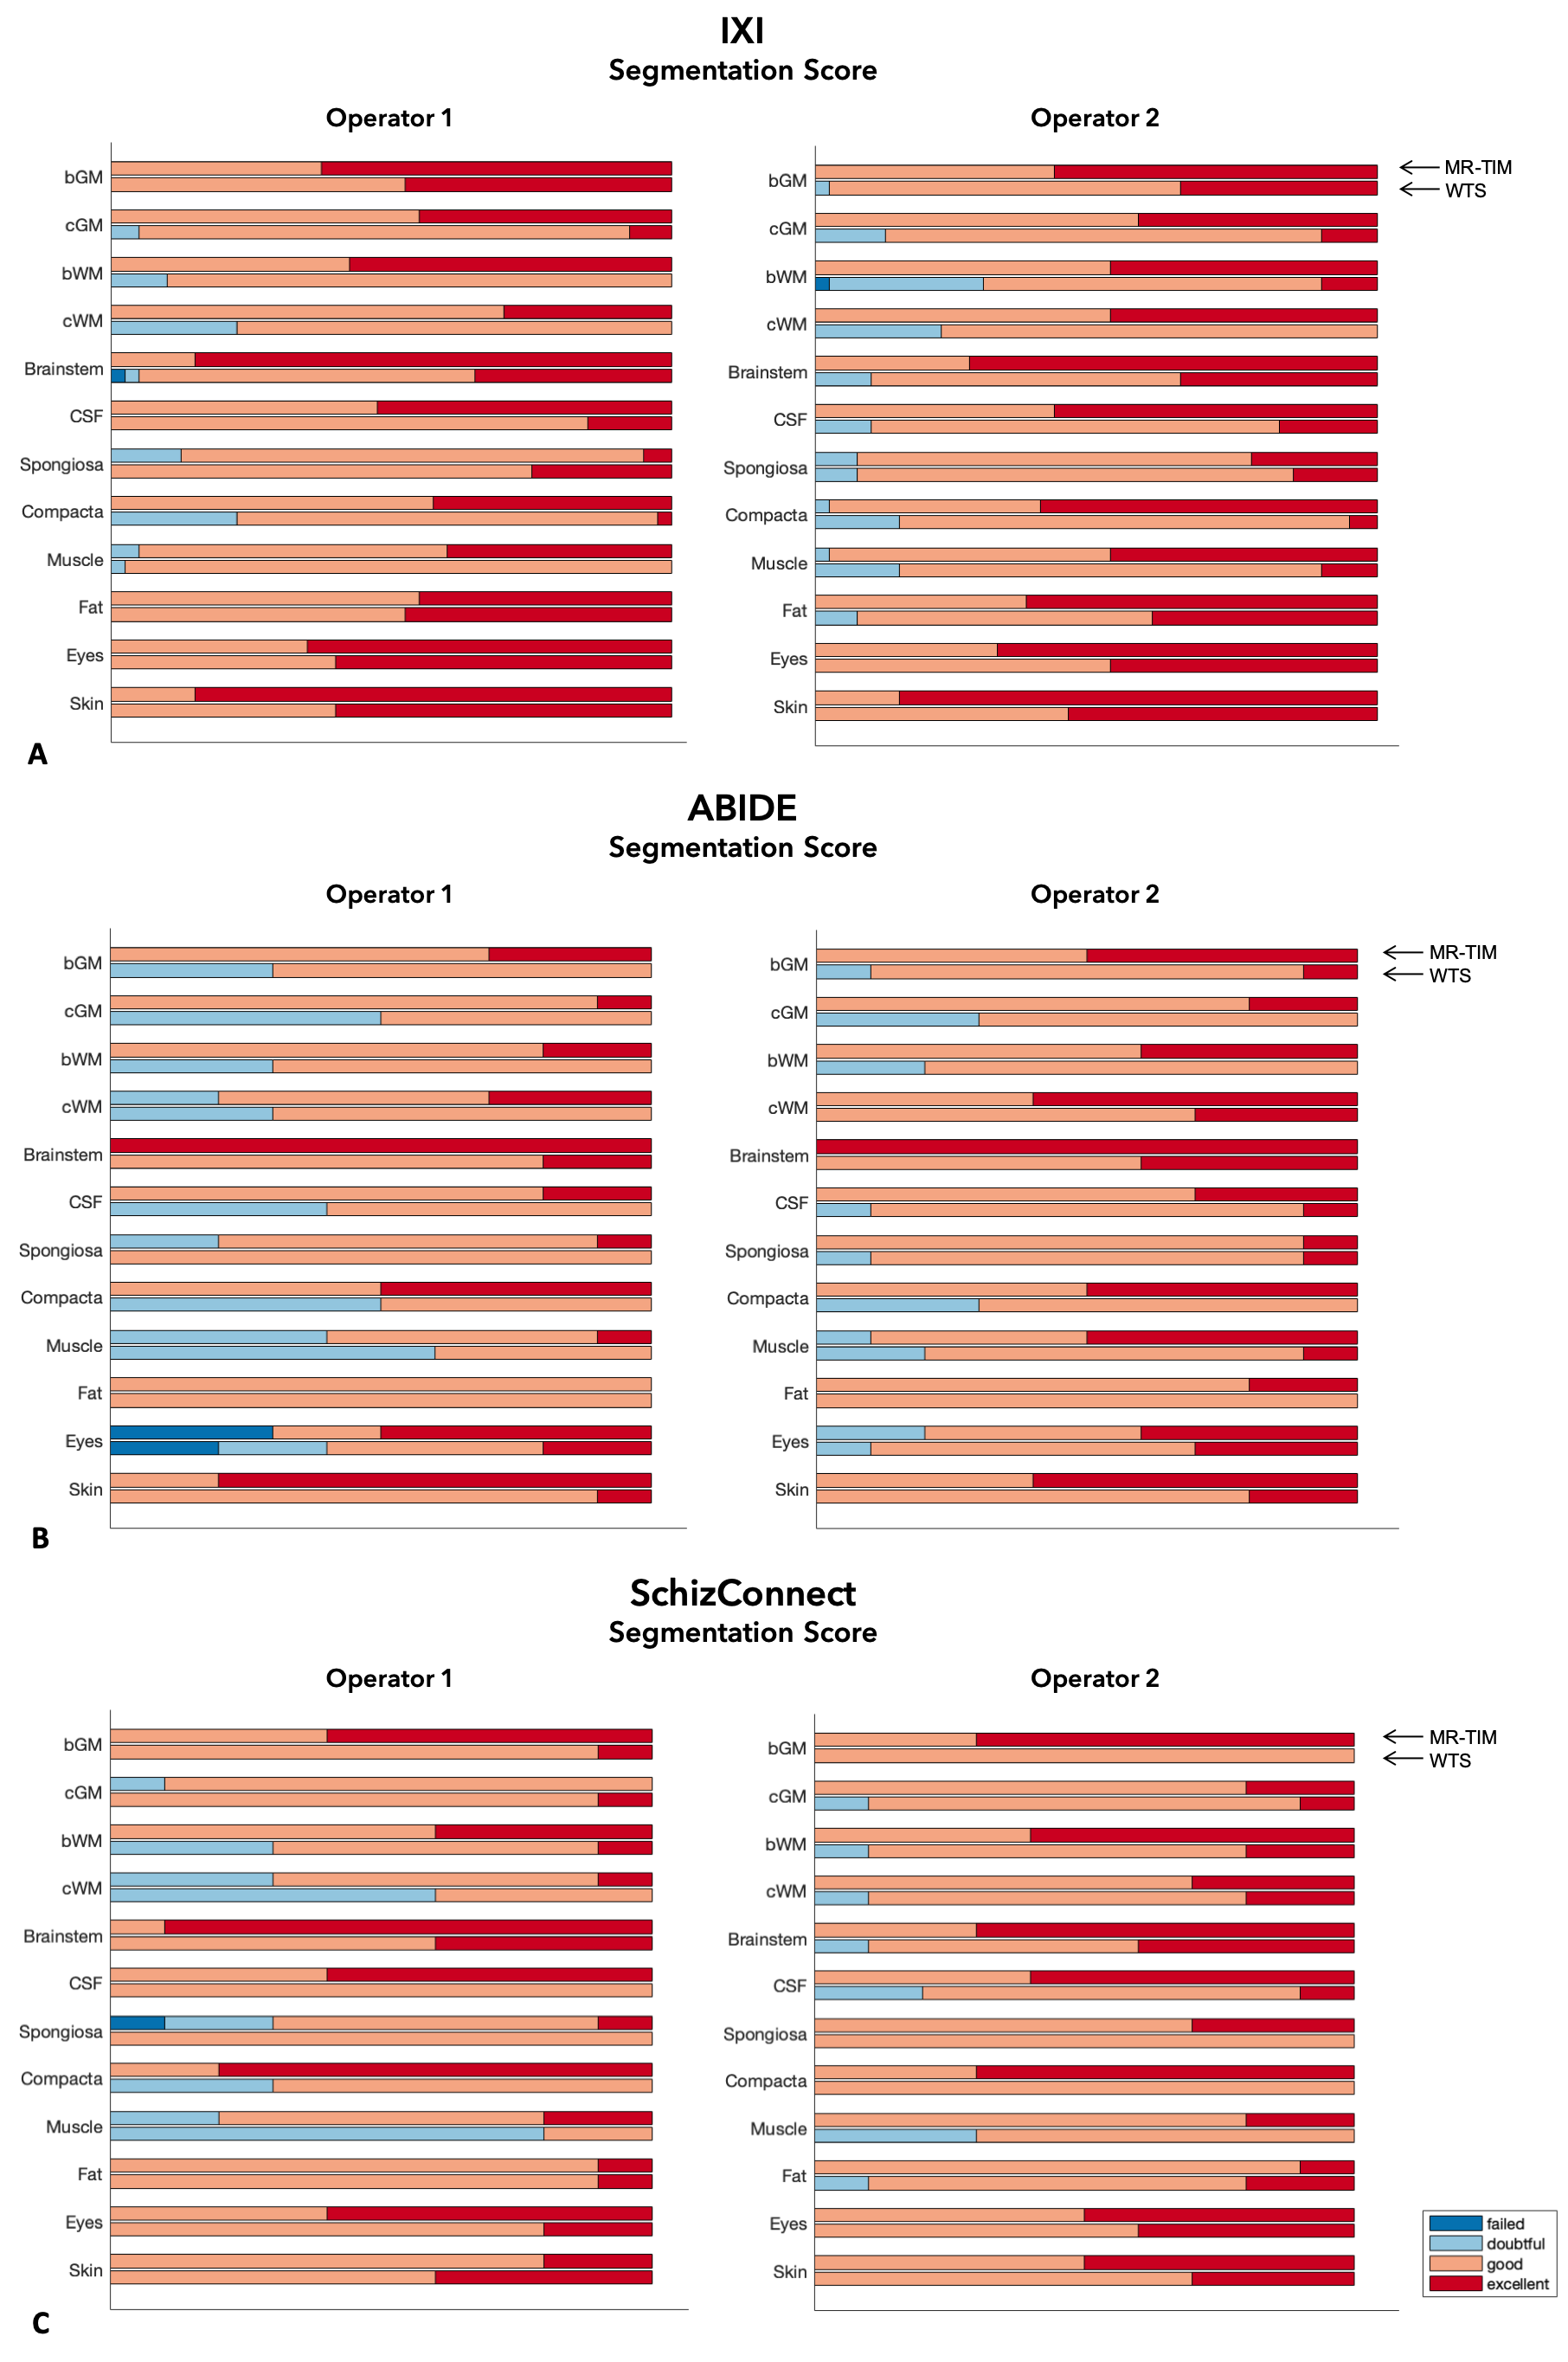 IXI
Segmentation Score
Operator 1
bGM
cGM
bWM
cWM
Brainstem
CSF
Spongiosa
Compacta
Muscle
Fat
Eyes
Skin
Operator 2
bGM
cGM
bWM
cWM
Brainstem
CSF
Spongiosa
Compacta
Muscle
Fat
Eyes
Skin
MR-TIM
WTS
A
ABIDE
Segmentation Score
Operator 1
bGM
cGM
bWM
cWM
Brainstem
CSF
Spongiosa
Compacta
Muscle
Fat
Eyes
Skin
Operator 2
bGM
cGM
bWM
cWM
Brainstem
CSF
Spongiosa
Compacta
Muscle
Fat
Eyes
Skin
MR-TIM
WTS
B
SchizConnect
Segmentation Score
Operator 1
bGM
cGM
bWM
cWM
Brainstem
CSF
Spongiosa
Compacta
Muscle
Fat
Eyes
Skin
Operator 2
bGM
cGM
bWM
cWM
Brainstem
CSF
Spongiosa
Compacta
Muscle
Fat
Eyes
Skin
MR-TIM
WTS
failed
doubtful
good
excellent
C